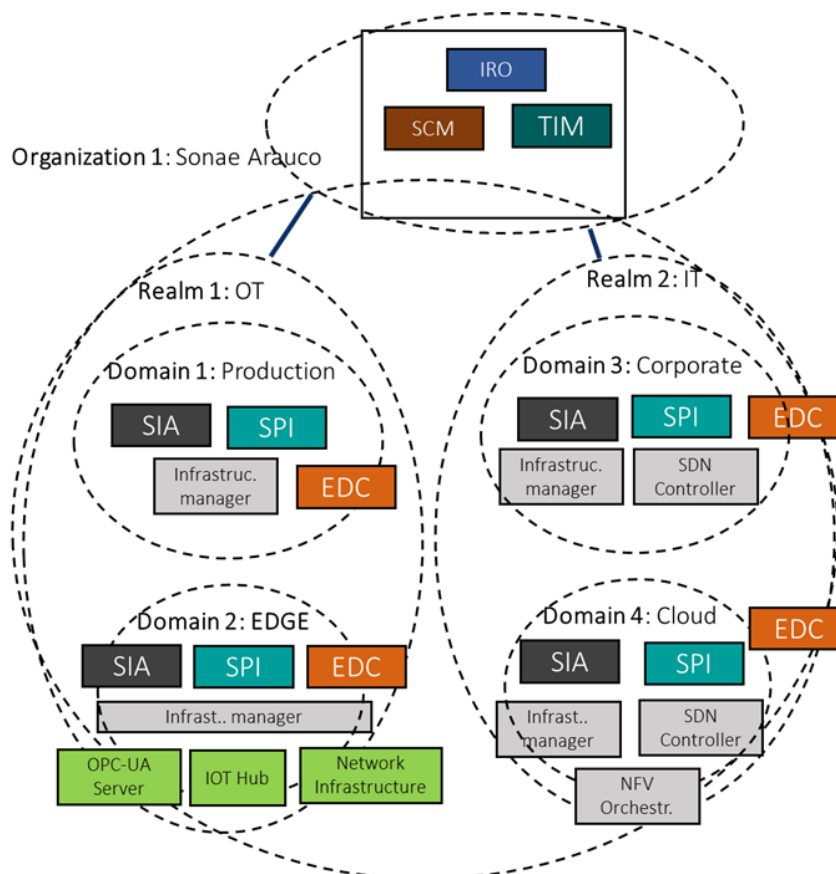 IRO
SCM
TIM
Organization 1: Sonae Arauco
Realm 1: OT
Realm 2: IT
Domain 1: Production
SIA
SPI
Infrastruc.
manager
EDC
Domain 3: Corporate
SIA
SPI
EDC
Infrastruc.
manager
SDN
Controller
Domain 2: EDGE
SIA
SPI
EDC
Infrast.. manager
OPC-UA
Server
IOT Hub
Network
Infrastructure
Domain 4: Cloud
EDC
SIA
SPI
Infrast..
manager
SDN
Controller
NFV
Orchestr.